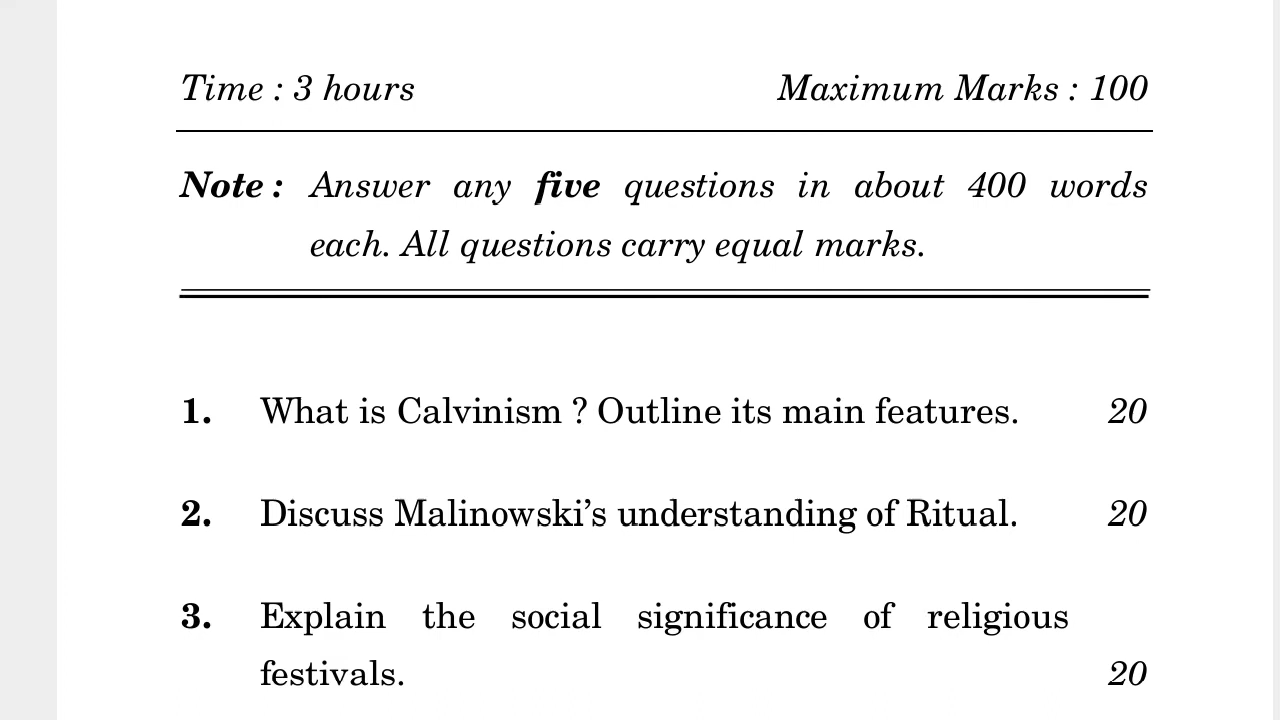 Time : 3 hours Maximum Marks : 100
Note : Answer any five questions in about 400 words
each. All questions carry equal marks.
1. What is Calvinism ? Outline its main features. 20
2. Discuss Malinowski’s understanding of Ritual. 20
3. Explain the social significance of religious
festivals. 20